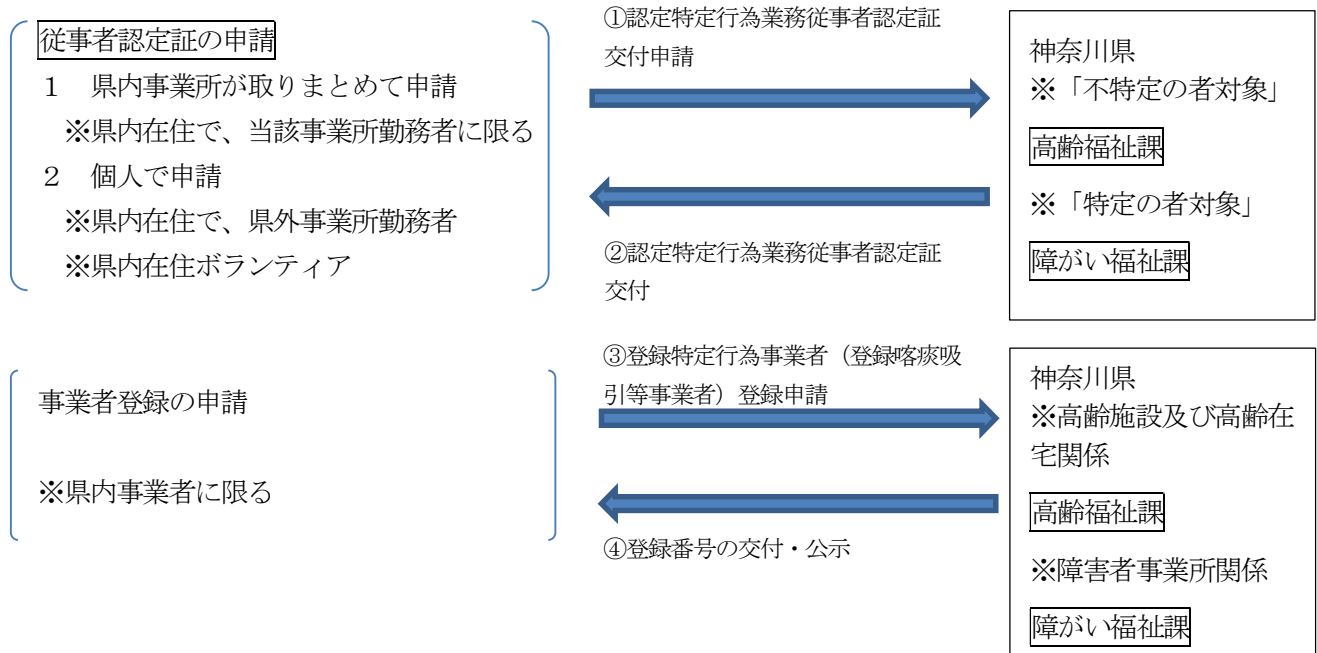 従事者認定証の申請
１　県内事業所が取りまとめて申請
※県内在住で、当該事業所勤務者に限る
２　個人で申請
※県内在住で、県外事業所勤務者
※県内在住ボランティア
①認定特定行為業務従事者認定証
交付申請
②認定特定行為業務従事者認定証
交付
神奈川県
※「不特定の者対象」
高齢福祉課
※「特定の者対象」
障がい福祉課
事業者登録の申請
※県内事業者に限る
③登録特定行為事業者（登録喀痰吸
引等事業者）登録申請
④登録番号の交付・公示
神奈川県
※高齢施設及び高齢在
宅関係
高齢福祉課
※障害者事業所関係
障がい福祉課